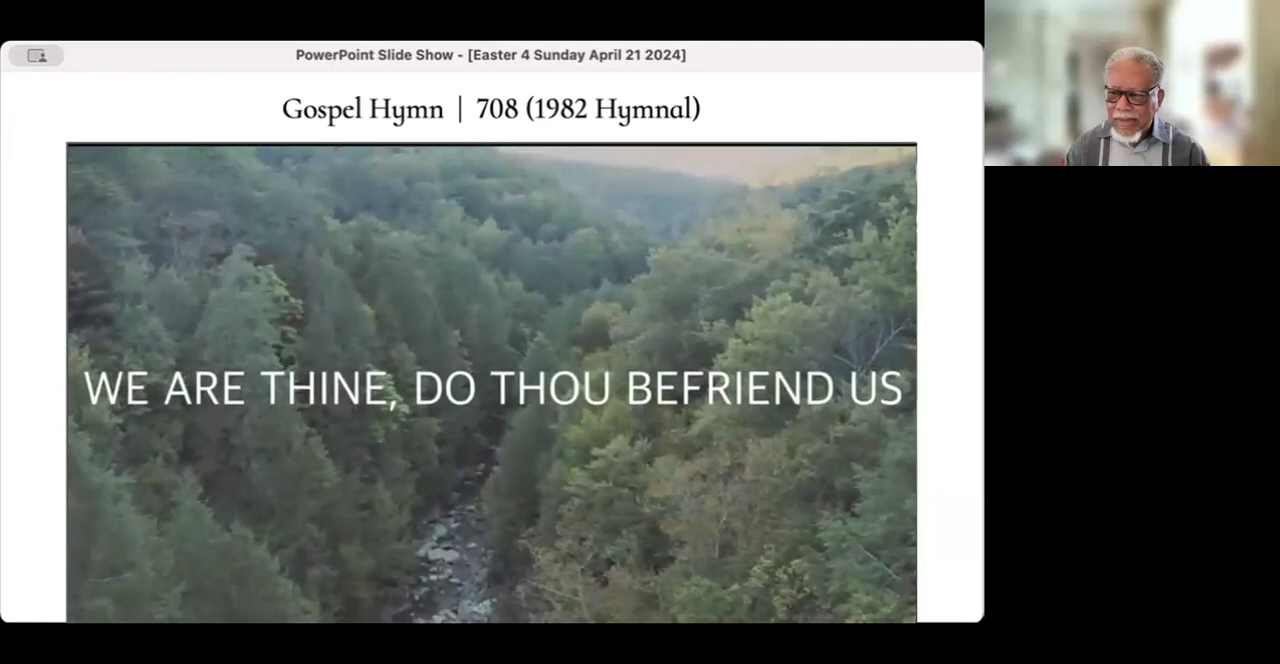 PowerPoint Slide Show - [Easter 4 Sunday April 21 2024]
Gospel Hymn | 708 (1982 Hymnal)
WE ARE THINE, DO THOU BEFRIEND US